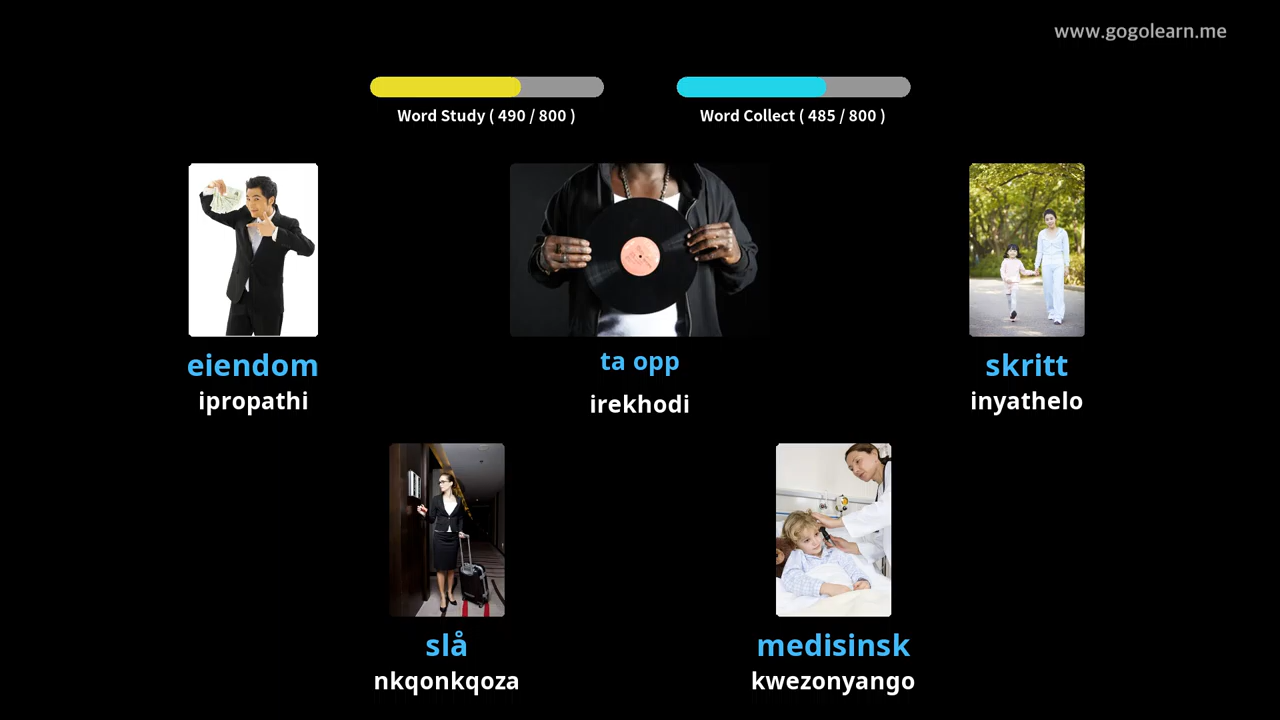 www.gogolearn.me
Word Study ( 490 / 800 )
Word Collect ( 485 / 800 )
eiendom
ipropathi
ta opp
irekhodi
skritt
inyathelo
slå
nkqonkqoza
medisinsk
kwezonyango